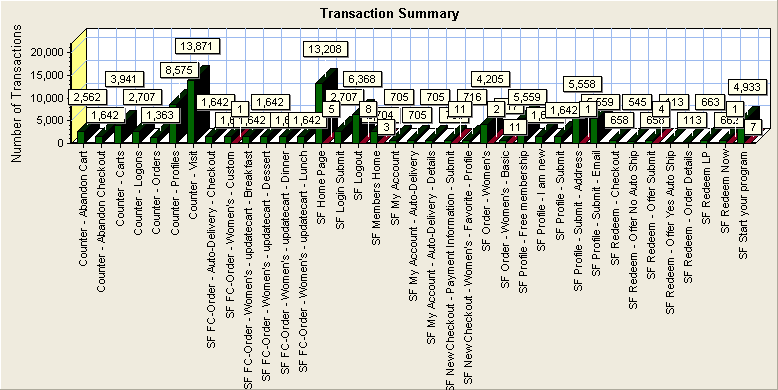 Transaction Summary
Number of Transactions
20,000
15,000
10,000
5,000
0
2,562
1,642
3,941
2,707
1,363
8,575
13,871
1,642
1
1,642
1,642
1,642
13,208
5
2,707
6,368
8
3
705
705
705
11
716
4,205
2
11
5,559
1,642
5,558
1
658
545
4
413
658
113
663
1
4,933
7
Counter - Abandon Cart
Counter - Abandon Checkout
Counter - Carts
Counter - Logons
Counter - Orders
Counter - Profiles
Counter - Visit
SF FC-Order - Auto-Delivery - Checkout
SF FC-Order - Women's - Custom
SF FC-Order - Women's - updatecart - Breakfast
SF FC-Order - Women's - updatecart - Dessert
SF FC-Order - Women's - updatecart - Dinner
SF FC-Order - Women's - updatecart - Lunch
SF Home Page
SF Login Submit
SF Logout
SF Members Home
SF My Account
SF My Account - Auto-Delivery
SF My Account - Auto-Delivery - Details
SF New Checkout - Payment Information - Submit
SF New Checkout - Women's - Favorite - Profile
SF Order - Women's
SF Order - Women's - Basic
SF Profile - Free membership
SF Profile - I am new
SF Profile - Submit
SF Profile - Submit - Address
SF Profile - Submit - Email
SF Redeem - Checkout
SF Redeem - Offer No Auto Ship
SF Redeem - Offer Submit
SF Redeem - Offer Yes Auto Ship
SF Redeem - Order Details
SF Redeem LP
SF Redeem Now
SF Start your program